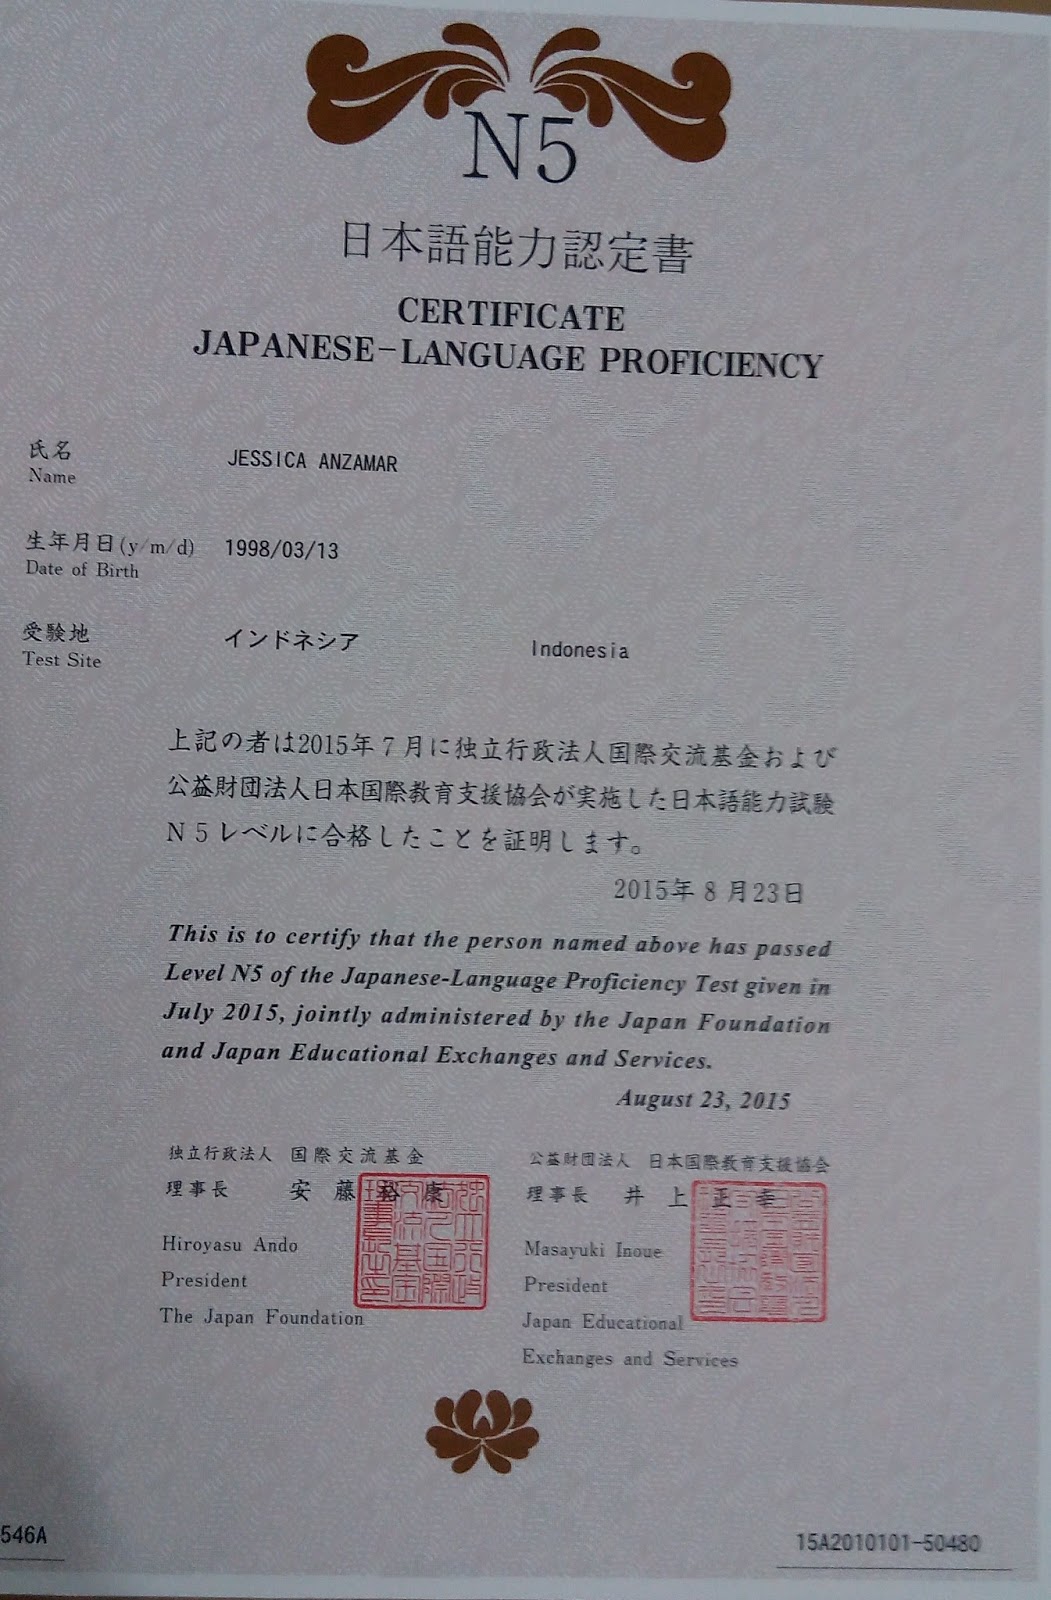 N5
日本語能力認定書
CERTIFICATE
JAPANESE-LANGUAGE PROFICIENCY
氏名 JESSICA ANZAMAR
Name
生年月日(y/m/d) 1998/03/13
Date of Birth
受験地 インドネシア Indonesia
Test Site
上記の者は2015年7月に独立行政法人国際交流基金および
公益財団法人日本国際教育支援協会が実施した日本語能力試験
N5レベルに合格したことを証明します。
2015年8月23日
This is to certify that the person named above has passed
Level N5 of the Japanese-Language Proficiency Test given in
July 2015, jointly administered by the Japan Foundation
and Japan Educational Exchanges and Services.
August 23, 2015
独立行政法人 国際交流基金
理事長 安藤裕康
Hiroyasu Ando
President
The Japan Foundation
公益財団法人 日本国際教育支援協会
理事長 井上正幸
Masayuki Inoue
President
Japan Educational
Exchanges and Services
546A
15A2010101-50480